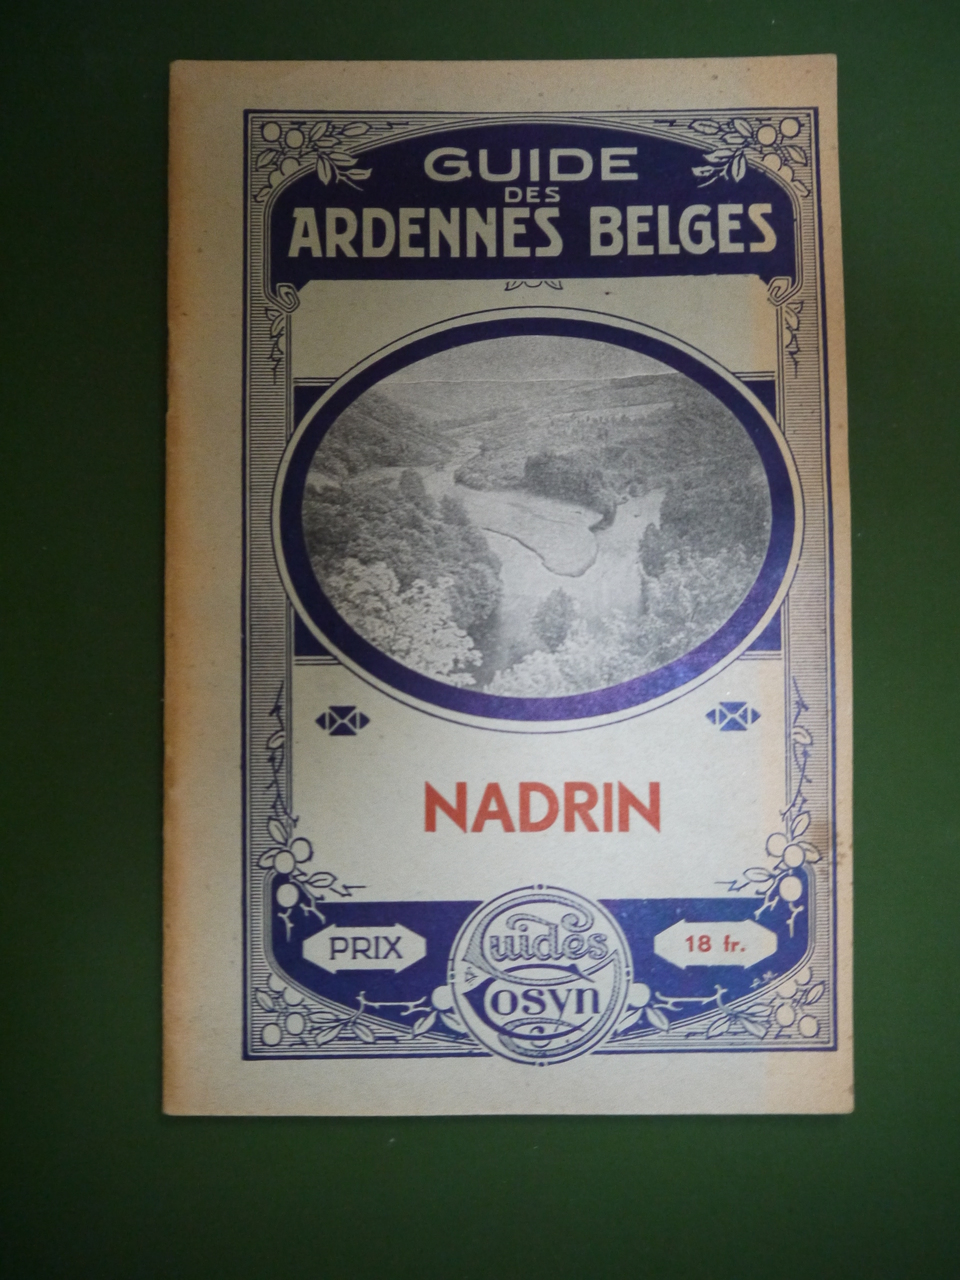 GUIDE
DES
ARDENNES BELGES
NADRIN
PRIX
Guides
Cosyn
18 fr.